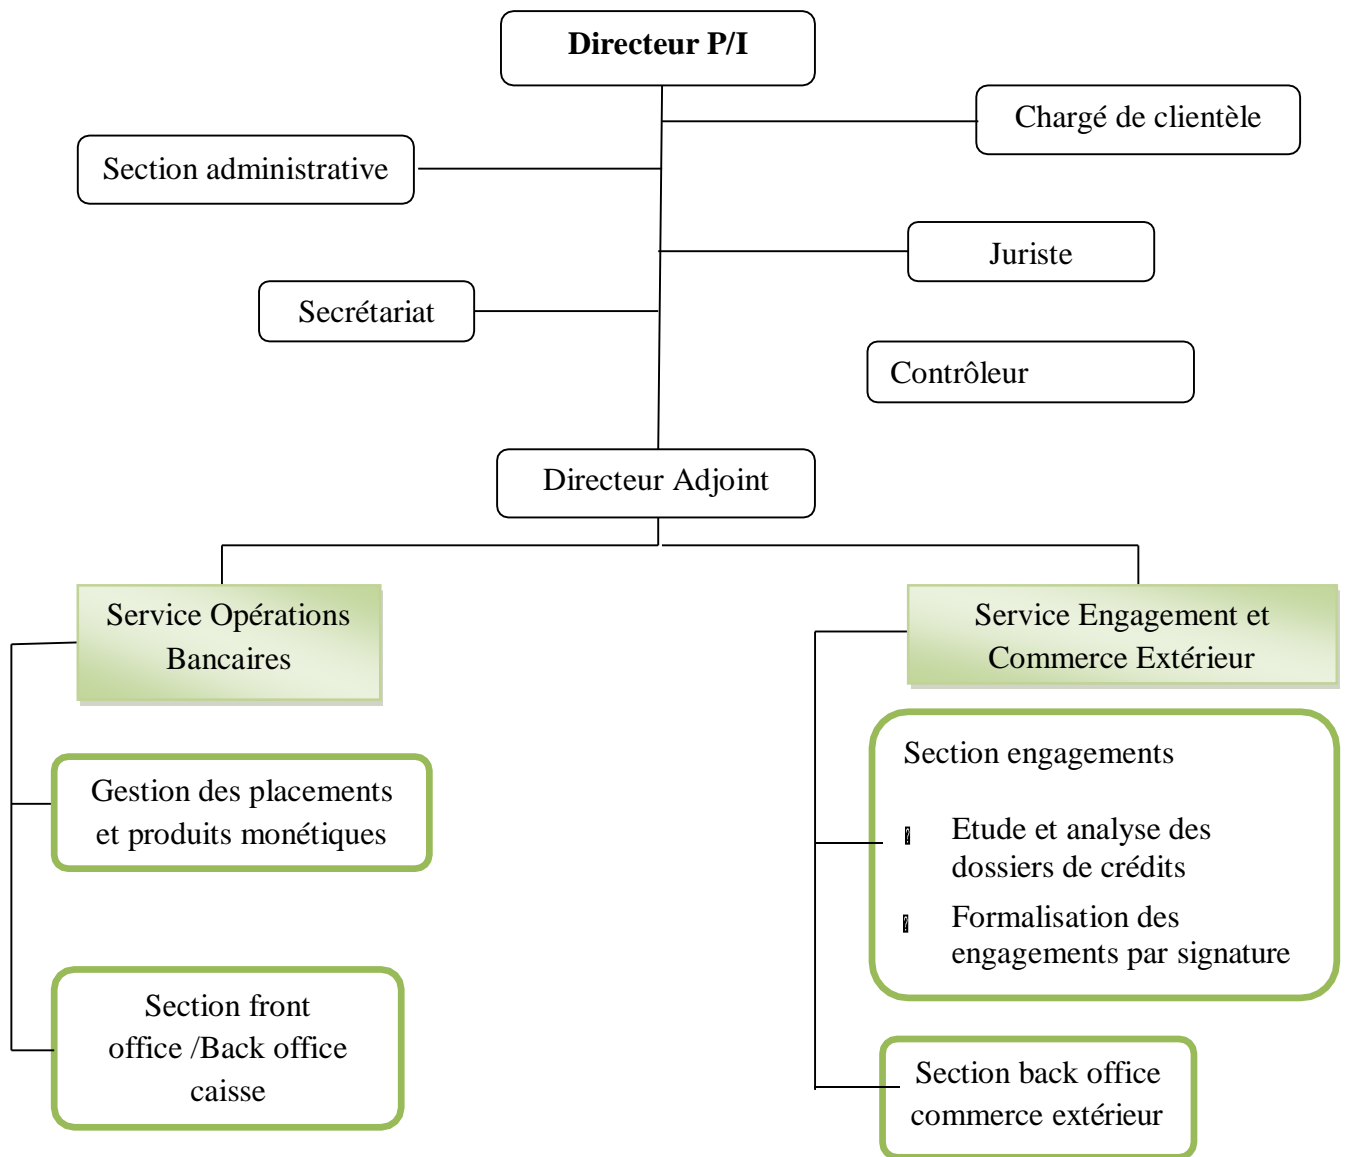 Directeur P/I
Chargé de clientèle
Section administrative
Juriste
Secrétariat
Contrôleur
Directeur Adjoint
Service Opérations
Bancaires
Service Engagement et
Commerce Extérieur
Gestion des placements
et produits monétiques
Section front
office /Back office
caisse
Section engagements
Etude et analyse des
dossiers de crédits
Formalisation des
engagements par signature
Section back office
commerce extérieur